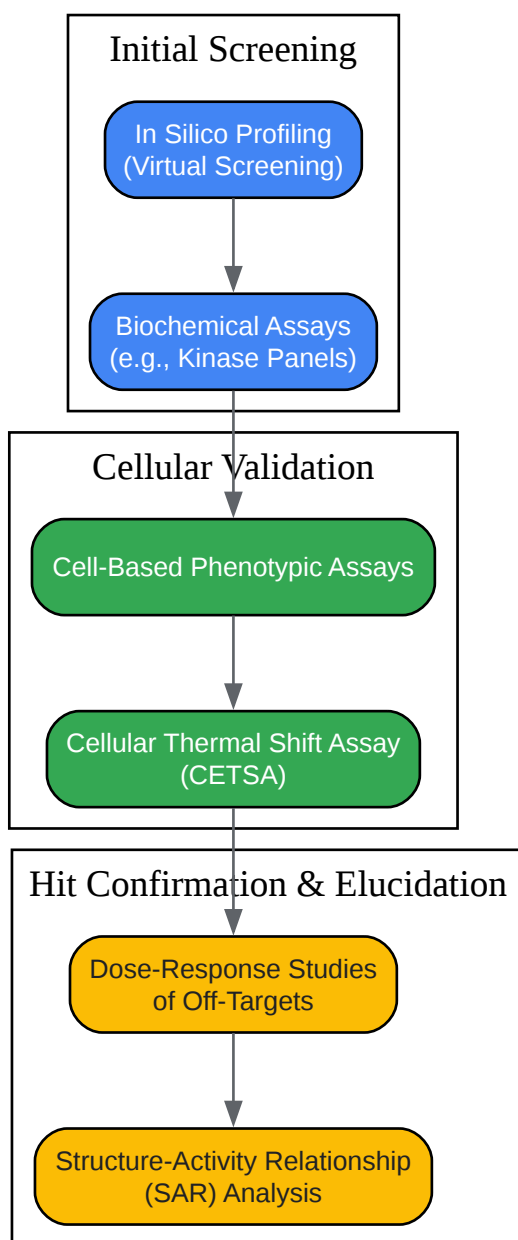 Initial Screening
In Silico Profiling
(Virtual Screening)
Biochemical Assays
(e.g., Kinase Panels)
Cellular Validation
Cell-Based Phenotypic Assays
Cellular Thermal Shift Assay
(CETSA)
Hit Confirmation & Elucidation
Dose-Response Studies
of Off-Targets
Structure-Activity Relationship
(SAR) Analysis